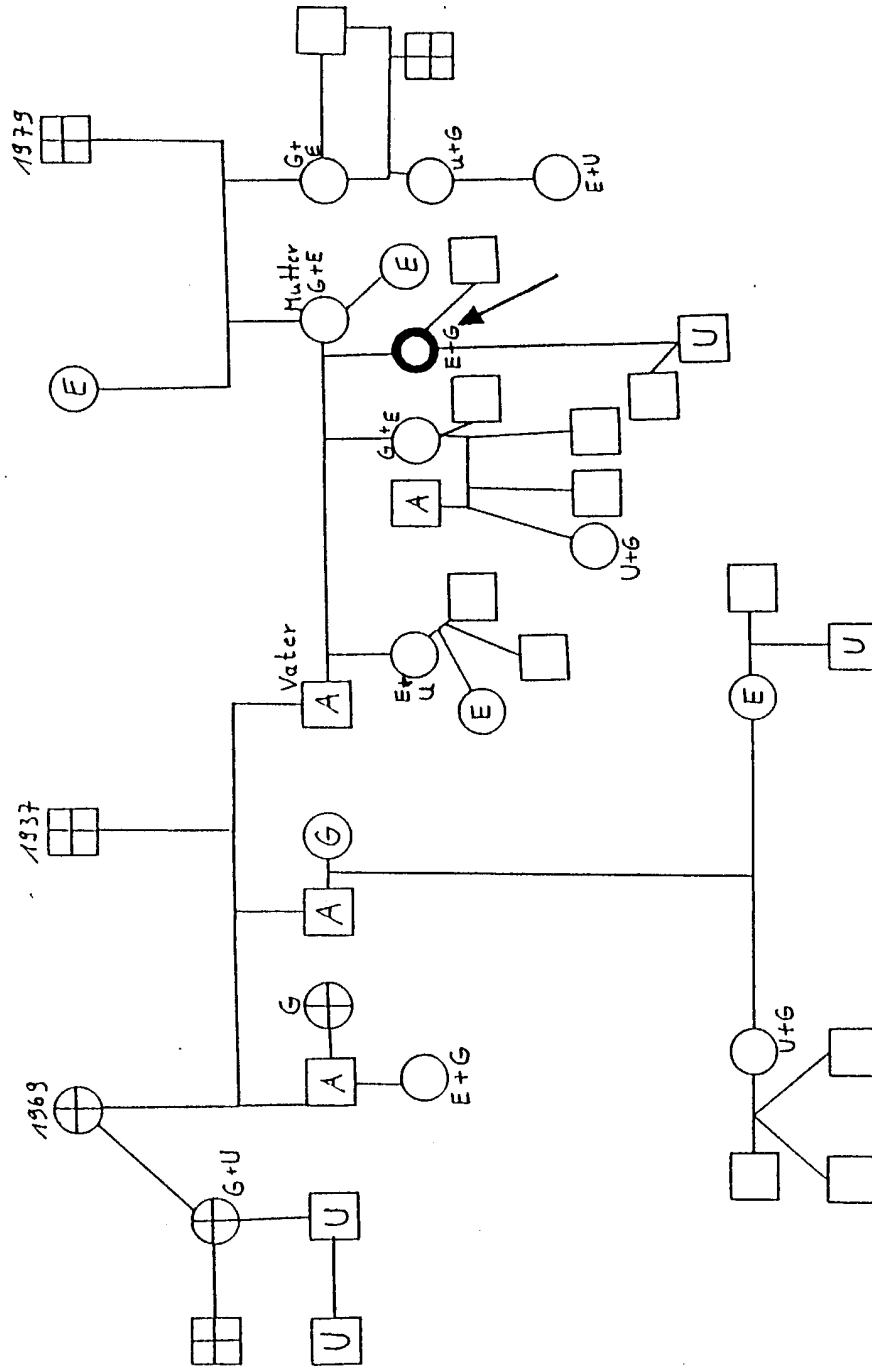 1969
1937
1979
E
G+U
G
Vater
Mutter
G+E
G+
E
U
U
A
A
G
A
E
E+
U
A
G+E
E+G
u+G
E+G
E
U+G
E+U
U
E
U+G
U